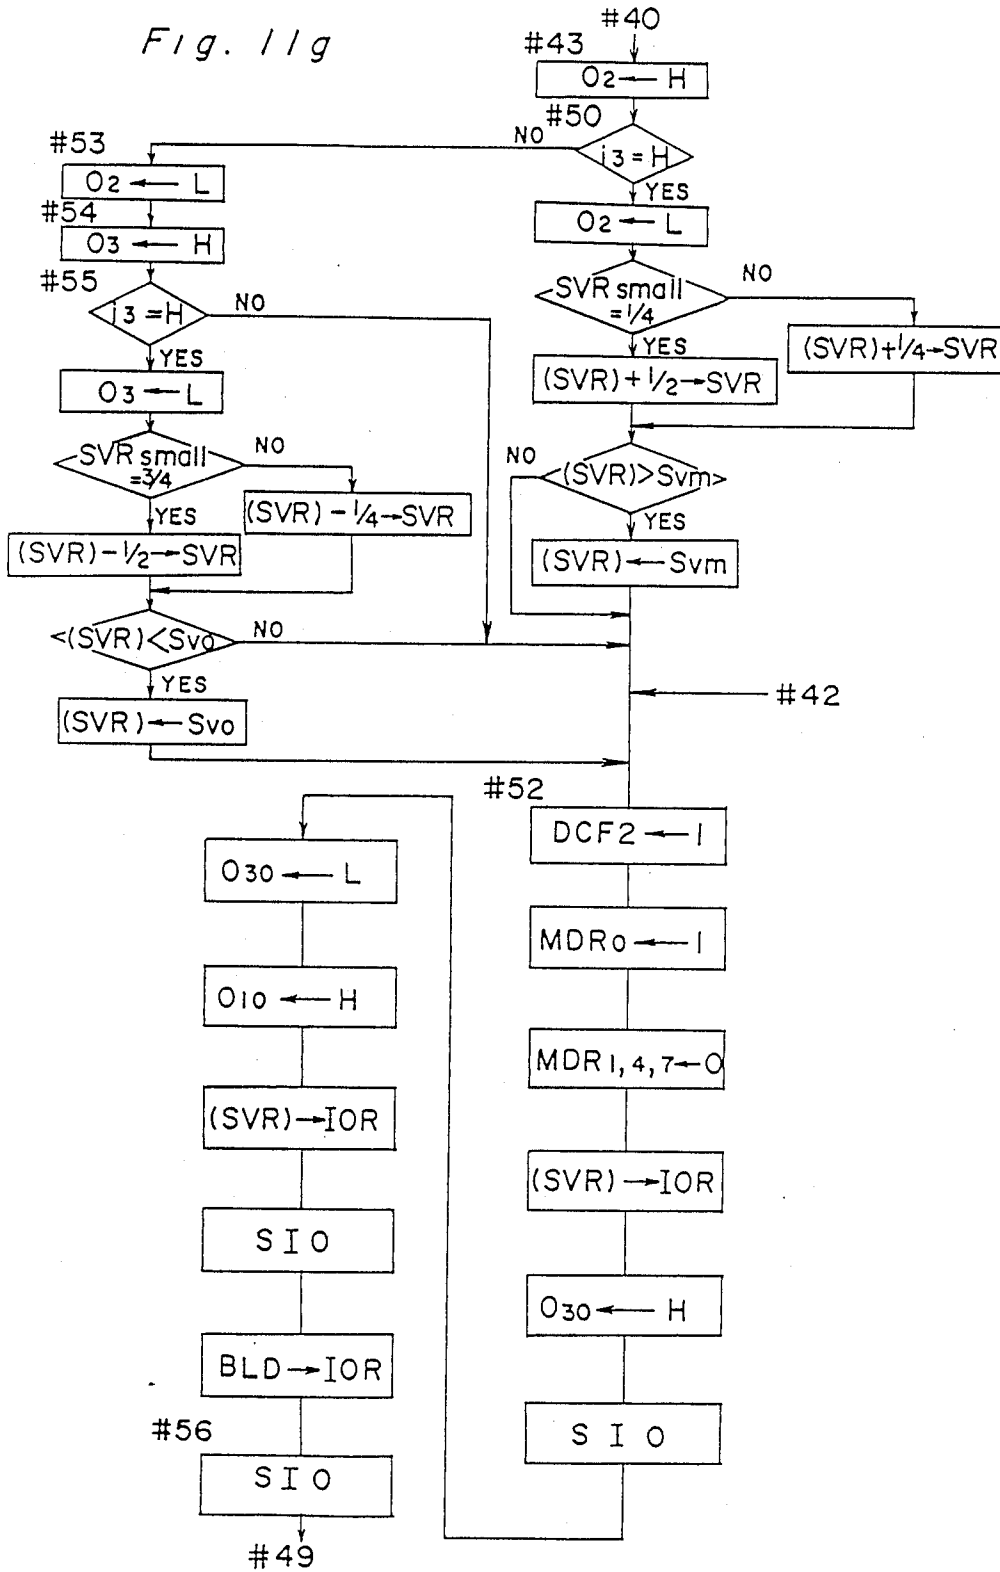 Fig. 11g
#40
#43
O2 ← H
#50
i3 = H
NO
YES
O2 ← L
SVR small
= 1/4
NO
YES
(SVR) + 1/4 → SVR
(SVR) + 1/2 → SVR
(SVR) > Svm
NO
YES
(SVR) ← Svm
#53
O2 ← L
#54
O3 ← H
#55
i3 = H
NO
YES
O3 ← L
SVR small
= 3/4
NO
YES
(SVR) - 1/4 → SVR
(SVR) - 1/2 → SVR
(SVR) < Svo
NO
YES
(SVR) ← Svo
#42
#52
DCF2 ← 1
MDR0 ← 1
MDR1, 4, 7 ← 0
(SVR) → IOR
O30 ← H
SIO
O30 ← L
O10 ← H
(SVR) → IOR
SIO
BLD → IOR
#56
SIO
#49